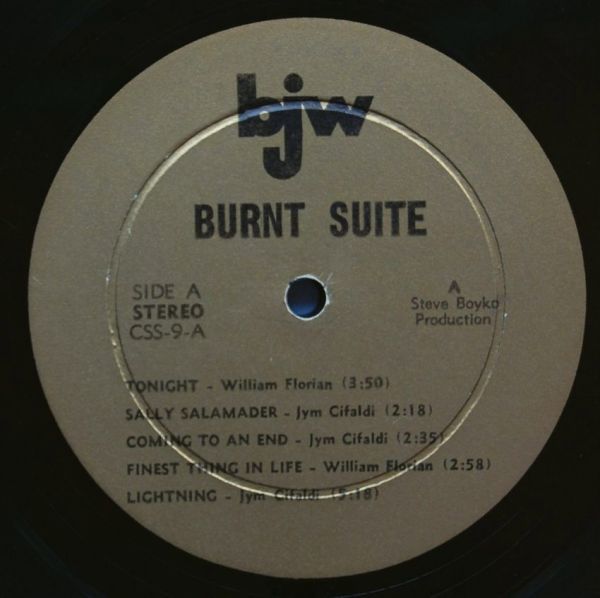 bjw
BURNT SUITE
SIDE A
STEREO
CSS-9-A
A
Steve Boyko
Production
TONIGHT - William Florian (3:50)
SALLY SALAMADER - Jym Cifaldi (2:18)
COMING TO AN END - Jym Cifaldi (2:35)
FINEST THING IN LIFE - William Florian (2:58)
LIGHTNING - Jym Cifaldi (5:18)